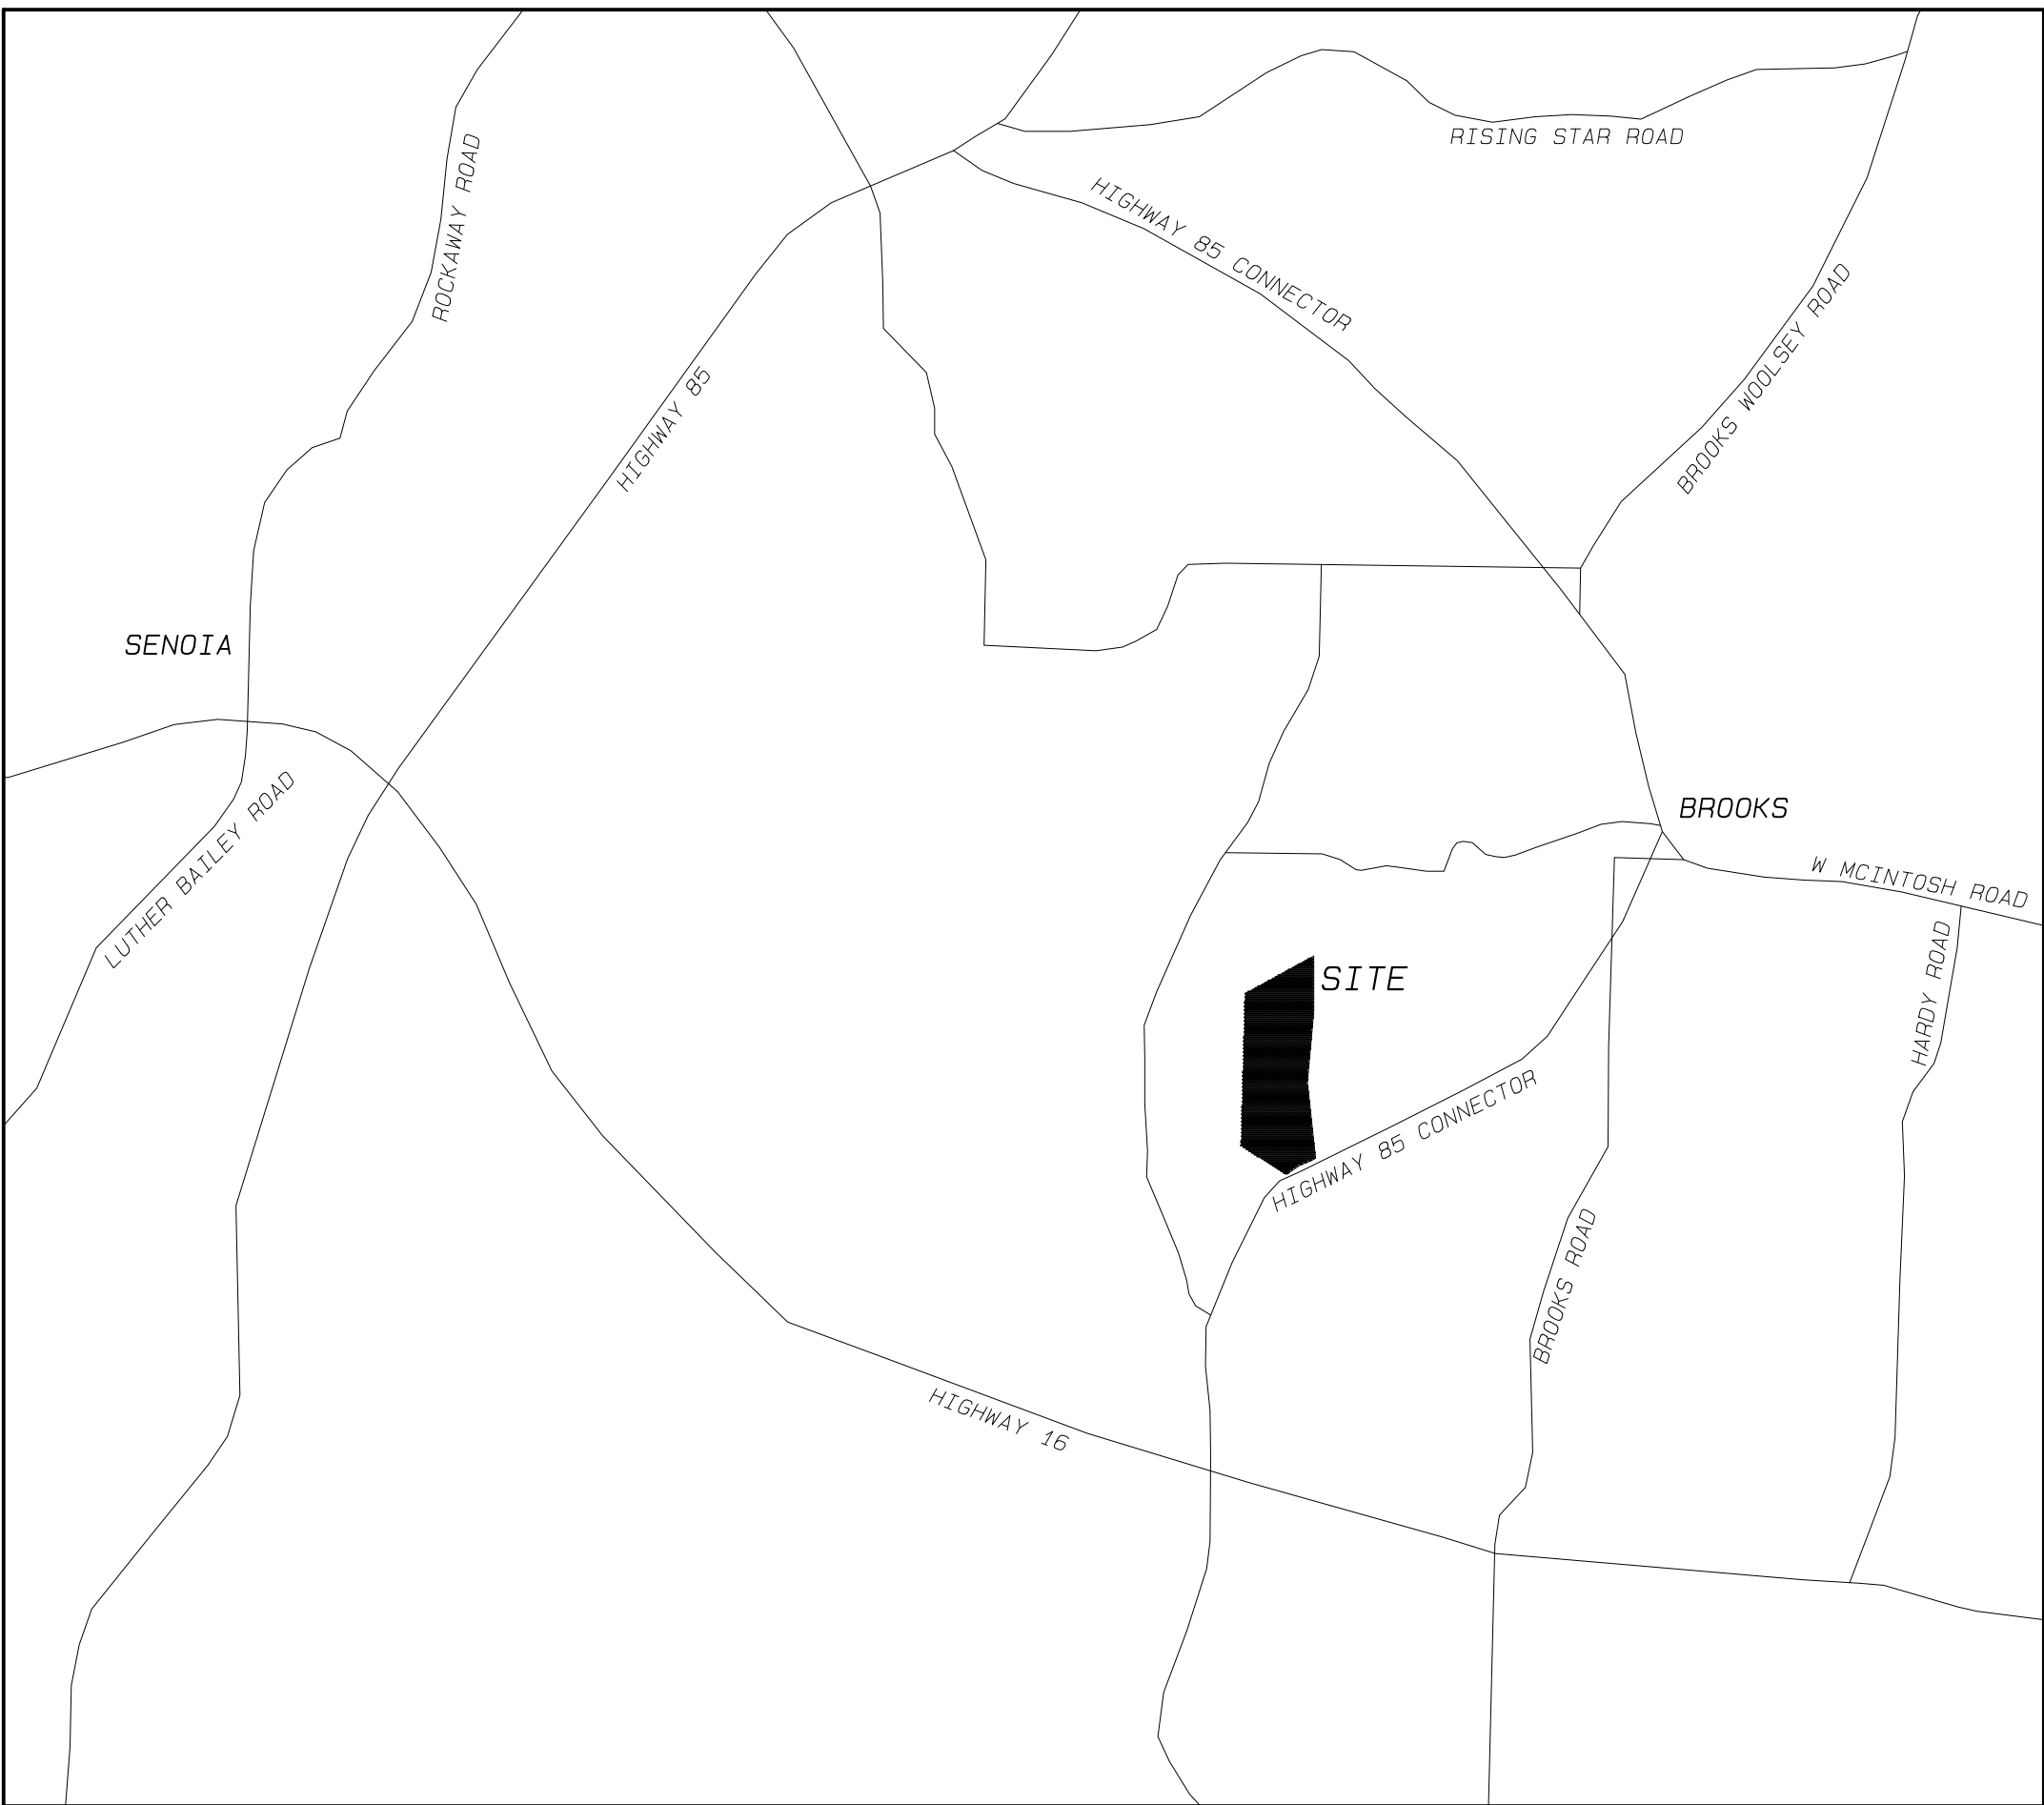 RISING STAR ROAD
ROCKAWAY ROAD
HIGHWAY 85 CONNECTOR
BROOKS WOOLSEY ROAD
HIGHWAY 85
SENOIA
BROOKS
LUTHER BAILEY ROAD
W MCINTOSH ROAD
SITE
HARDY ROAD
HIGHWAY 85 CONNECTOR
BROOKS ROAD
HIGHWAY 16